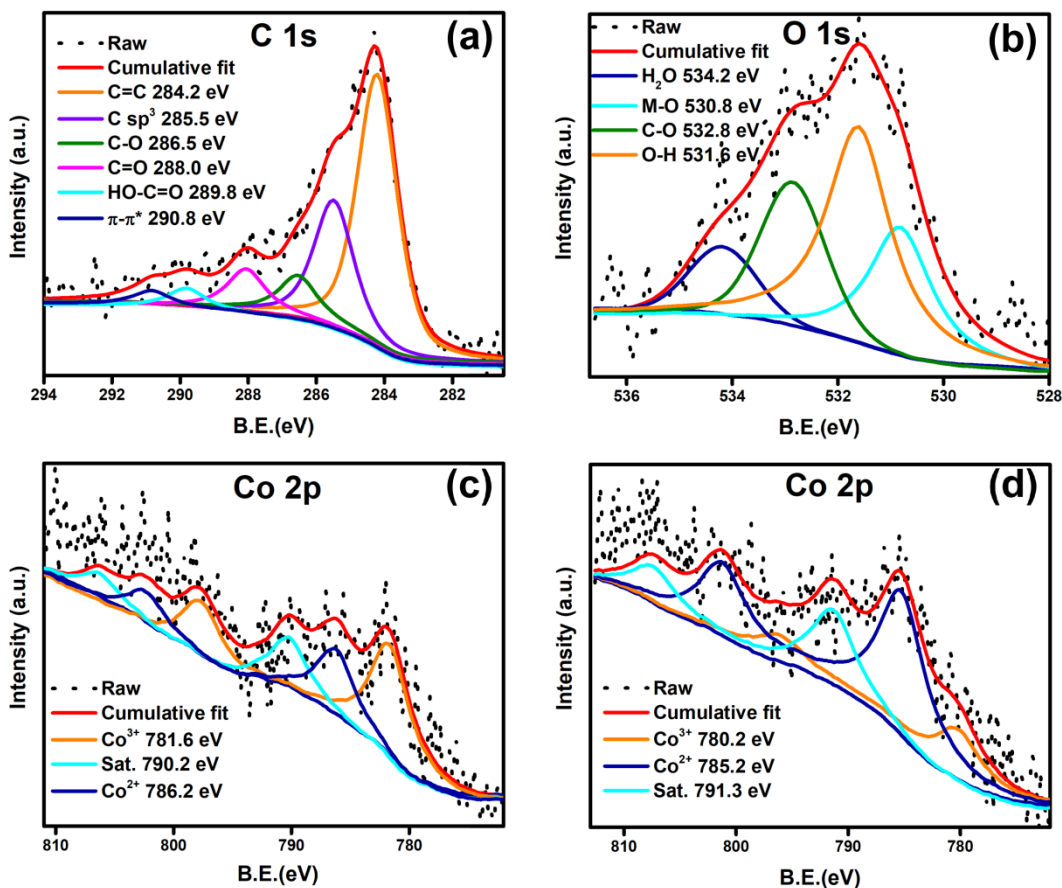 C 1s
(a)
Raw
Cumulative fit
C=C 284.2 eV
C sp³ 285.5 eV
C-O 286.5 eV
C=O 288.0 eV
HO-C=O 289.8 eV
π-π* 290.8 eV
Intensity (a.u.)
294 292 290 288 286 284 282
B.E.(eV)
O 1s
(b)
Raw
Cumulative fit
H₂O 534.2 eV
M-O 530.8 eV
C-O 532.8 eV
O-H 531.6 eV
Intensity (a.u.)
536 534 532 530 528
B.E.(eV)
Co 2p
(c)
Raw
Cumulative fit
Co³⁺ 781.6 eV
Sat. 790.2 eV
Co²⁺ 786.2 eV
Intensity (a.u.)
810 800 790 780
B.E.(eV)
Co 2p
(d)
Raw
Cumulative fit
Co³⁺ 780.2 eV
Co²⁺ 785.2 eV
Sat. 791.3 eV
Intensity (a.u.)
810 800 790 780
B.E.(eV)